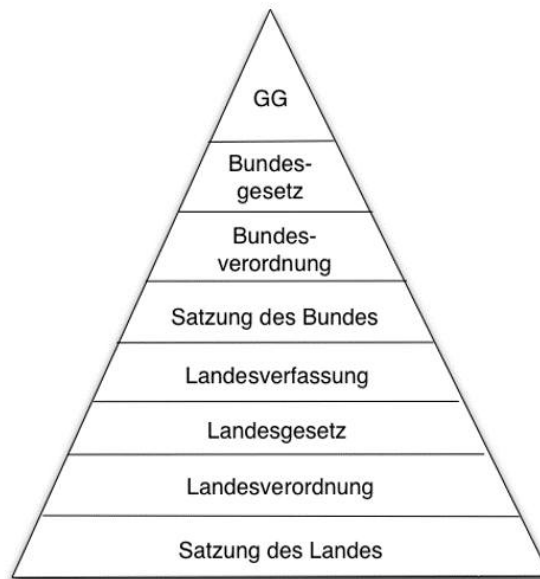 GG
Bundes-
gesetz
Bundes-
verordnung
Satzung des Bundes
Landesverfassung
Landesgesetz
Landesverordnung
Satzung des Landes